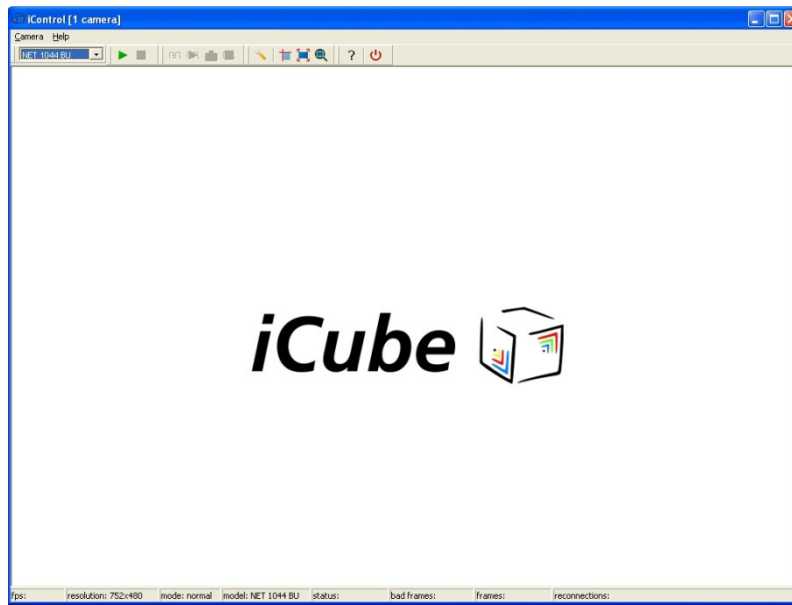 iControl [1 camera]
Camera Help
NET 1044 BU
?
iCube
fps: resolution: 752x480 mode: normal model: NET 1044 BU status: bad frames: frames: reconnections: